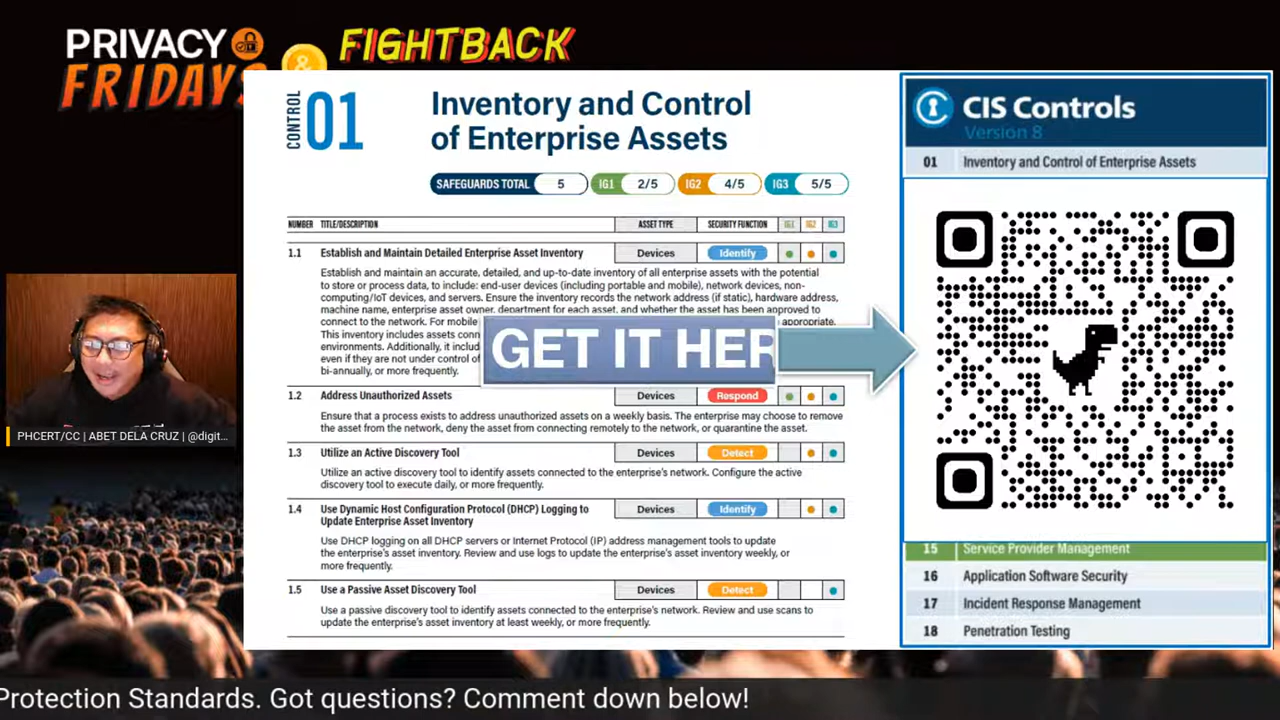 PRIVACY
FRIDAYS
&
FIGHTBACK
CONTROL
01
Inventory and Control
of Enterprise Assets
SAFEGUARDS TOTAL 5 IG1 2/5 IG2 4/5 IG3 5/5
NUMBER TITLE/DESCRIPTION ASSET TYPE SECURITY FUNCTION IG1 IG2 IG3
1.1 Establish and Maintain Detailed Enterprise Asset Inventory Devices Identify
Establish and maintain an accurate, detailed, and up-to-date inventory of all enterprise assets with the potential
to store or process data, to include: end-user devices (including portable and mobile), network devices, non-
computing/IoT devices, and servers. Ensure the inventory records the network address (if static), hardware address,
machine name, enterprise asset owner, department for each asset, and whether the asset has been approved to
connect to the network. For mobile appropriate.
This inventory includes assets conn
environments. Additionally, it includ
even if they are not under control of
bi-annually, or more frequently.
GET IT HER
1.2 Address Unauthorized Assets Devices Respond
Ensure that a process exists to address unauthorized assets on a weekly basis. The enterprise may choose to remove
the asset from the network, deny the asset from connecting remotely to the network, or quarantine the asset.
1.3 Utilize an Active Discovery Tool Devices Detect
Utilize an active discovery tool to identify assets connected to the enterprise's network. Configure the active
discovery tool to execute daily, or more frequently.
1.4 Use Dynamic Host Configuration Protocol (DHCP) Logging to Devices Identify
Update Enterprise Asset Inventory
Use DHCP logging on all DHCP servers or Internet Protocol (IP) address management tools to update
the enterprise's asset inventory. Review and use logs to update the enterprise's asset inventory weekly, or
more frequently.
1.5 Use a Passive Asset Discovery Tool Devices Detect
Use a passive discovery tool to identify assets connected to the enterprise's network. Review and use scans to
update the enterprise's asset inventory at least weekly, or more frequently.
CIS Controls
Version 8
01 Inventory and Control of Enterprise Assets
15 Service Provider Management
16 Application Software Security
17 Incident Response Management
18 Penetration Testing
PHCERT/CC | ABET DELA CRUZ | @digit...
Protection Standards. Got questions? Comment down below!